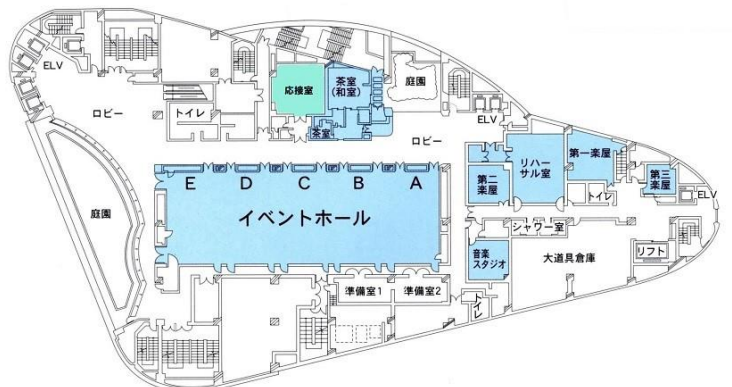 ELV
ロビー
トイレ
応接室
茶室
(和室)
茶室
庭園
ELV
ロビー
リハー
サル室
第一楽屋
第二
楽屋
第三
楽屋
トイレ
ELV
庭園
E
D
C
B
A
イベントホール
シャワー室
音楽
スタジオ
大道具倉庫
リフト
準備室1
準備室2
トイレ